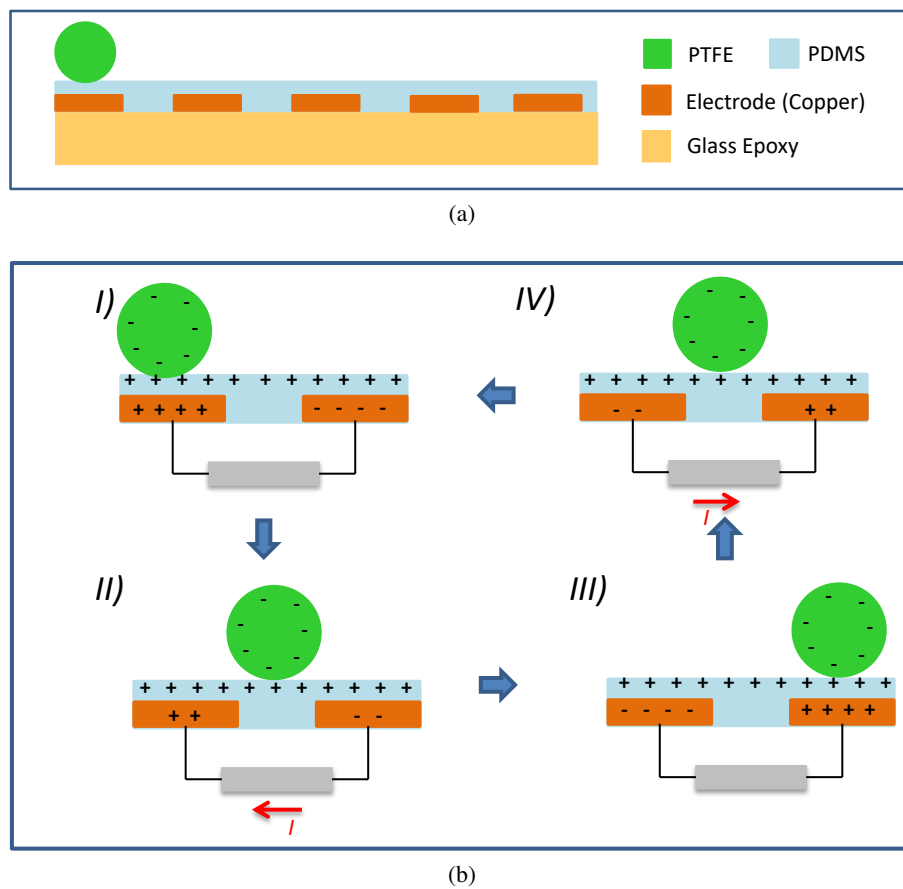 PTFE PDMS
Electrode (Copper)
Glass Epoxy
(a)
I) IV)
- - - - - - - -
- - - - - - - -
+ + + + + + + + + + +
+ + + + + + + + + + +
+ + + + - - - -
- - + +
I
II) III)
- - - - - - - -
- - - - - - - -
+ + + + + + + + + + +
+ + + + + + + + + + +
+ + - -
- - - - + + + +
I
(b)